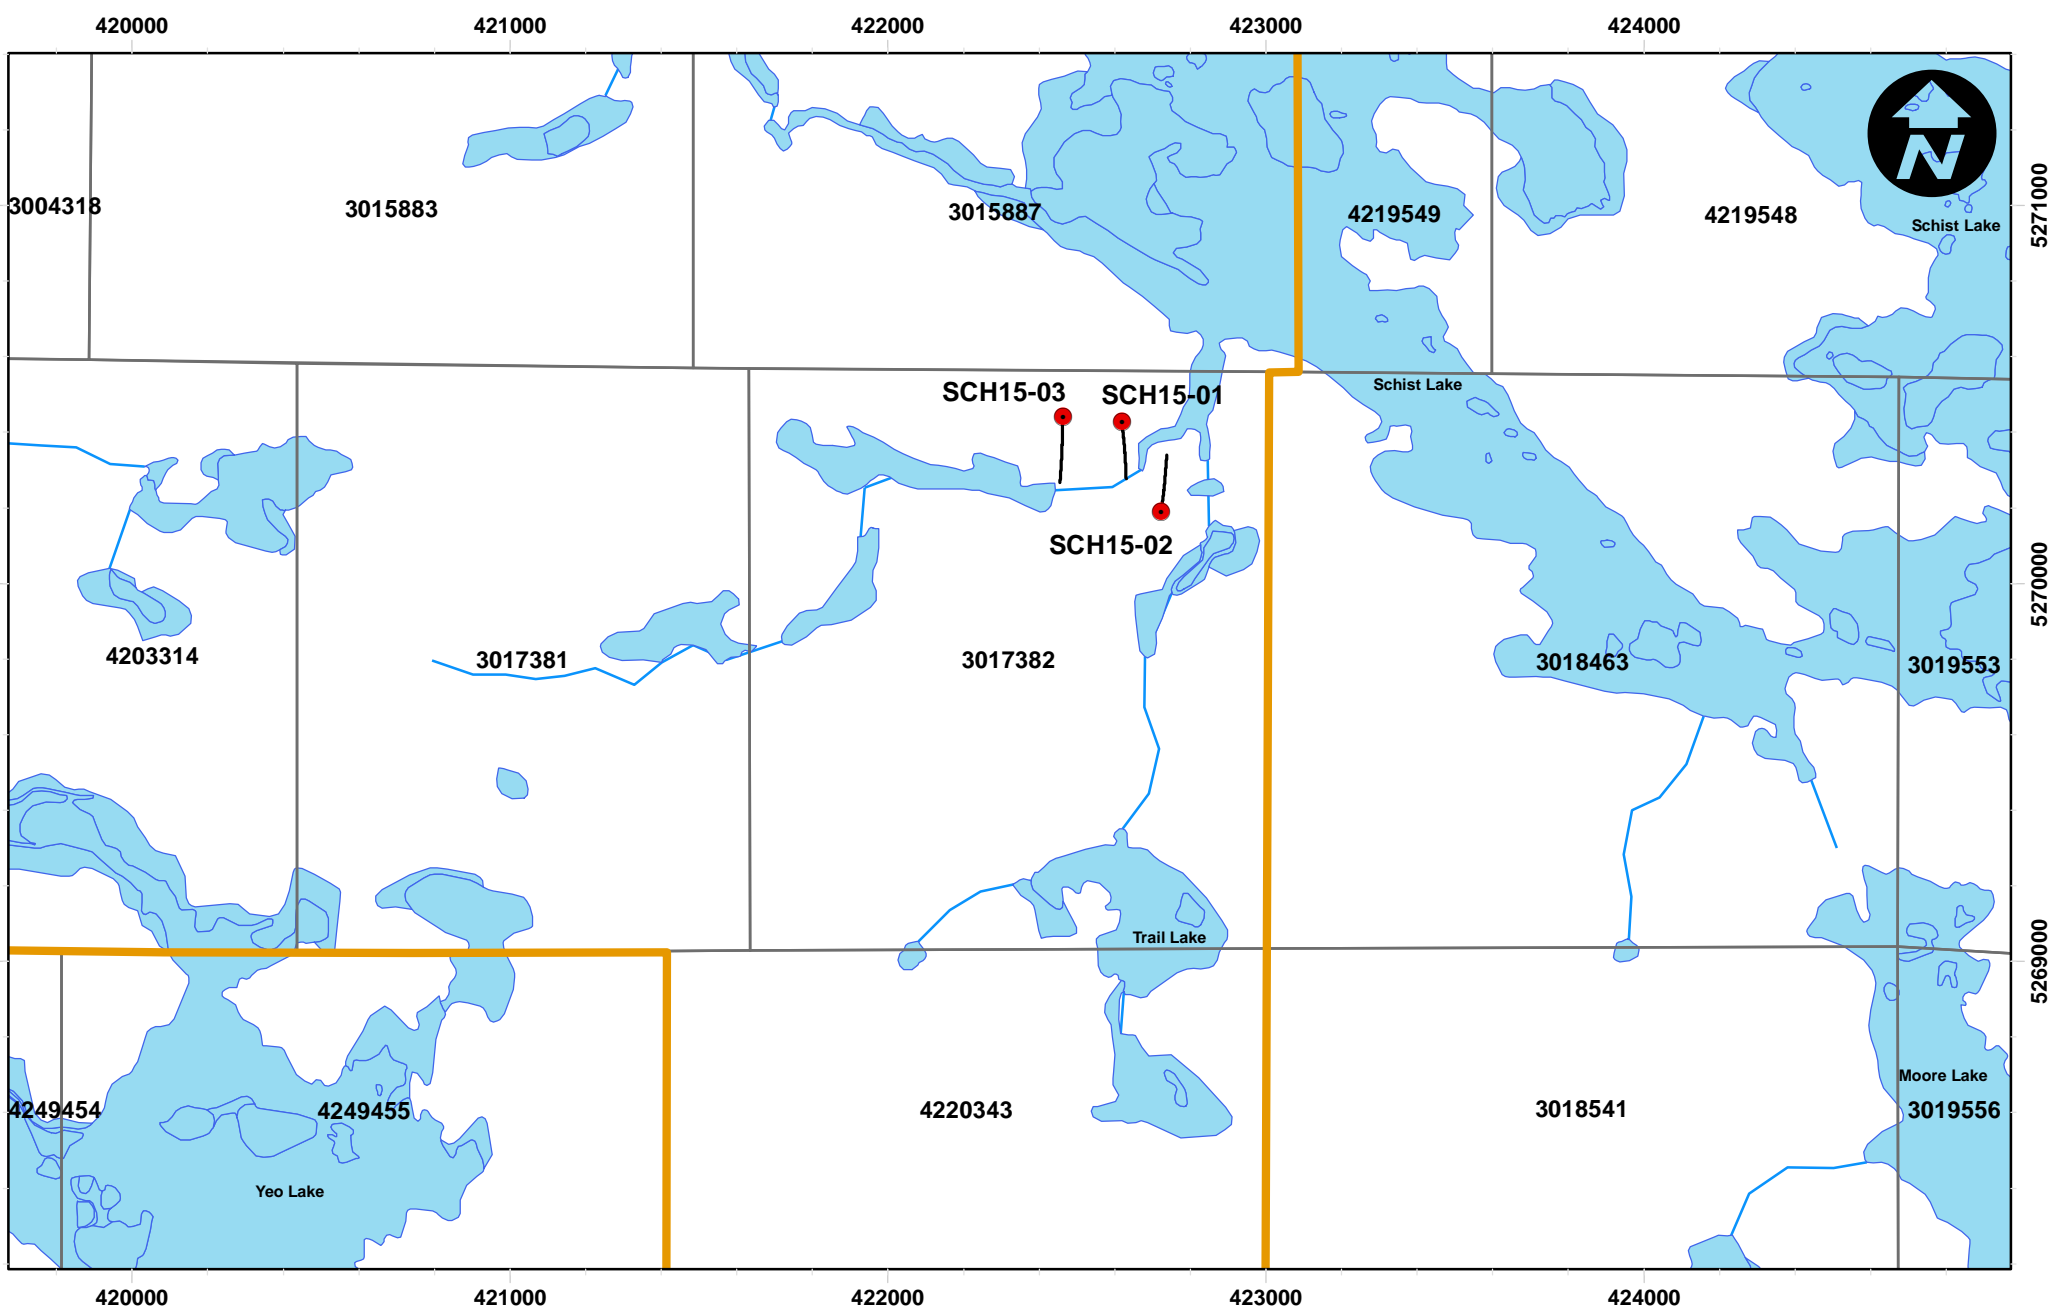 420000 421000 422000 423000 424000
N
3004318 3015883 3015887 4219549 4219548
5271000
Schist Lake
Schist Lake
SCH15-03 SCH15-01
SCH15-02
5270000
4203314 3017381 3017382 3018463 3019553
Trail Lake
5269000
Moore Lake
4249454 4249455 4220343 3018541 3019556
Yeo Lake
420000 421000 422000 423000 424000